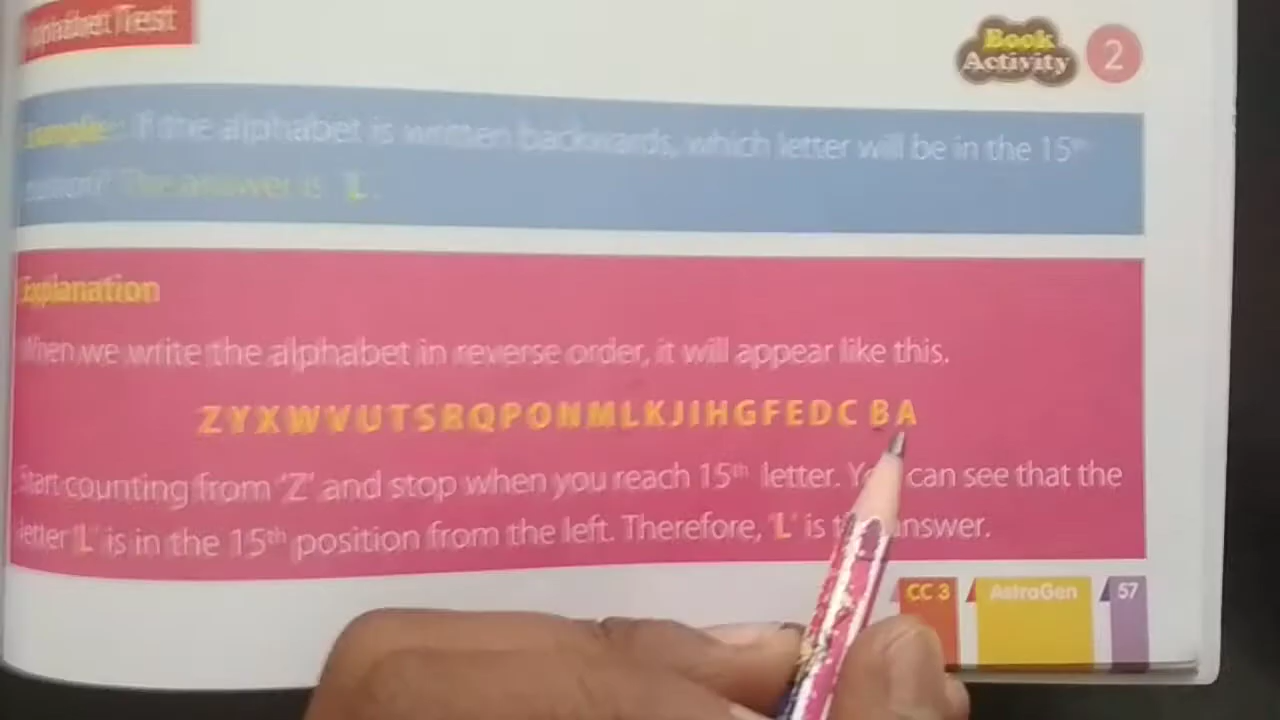 Alphabet Test
Book
Activity 2
Example: If the alphabet is written backwards, which letter will be in the 15th
position? The answer is 'L'.
Explanation
When we write the alphabet in reverse order, it will appear like this.
Z Y X W V U T S R Q P O N M L K J I H G F E D C B A
Start counting from 'Z' and stop when you reach 15th letter. You can see that the
letter 'L' is in the 15th position from the left. Therefore, 'L' is the answer.
CC 3 AstroGen 57